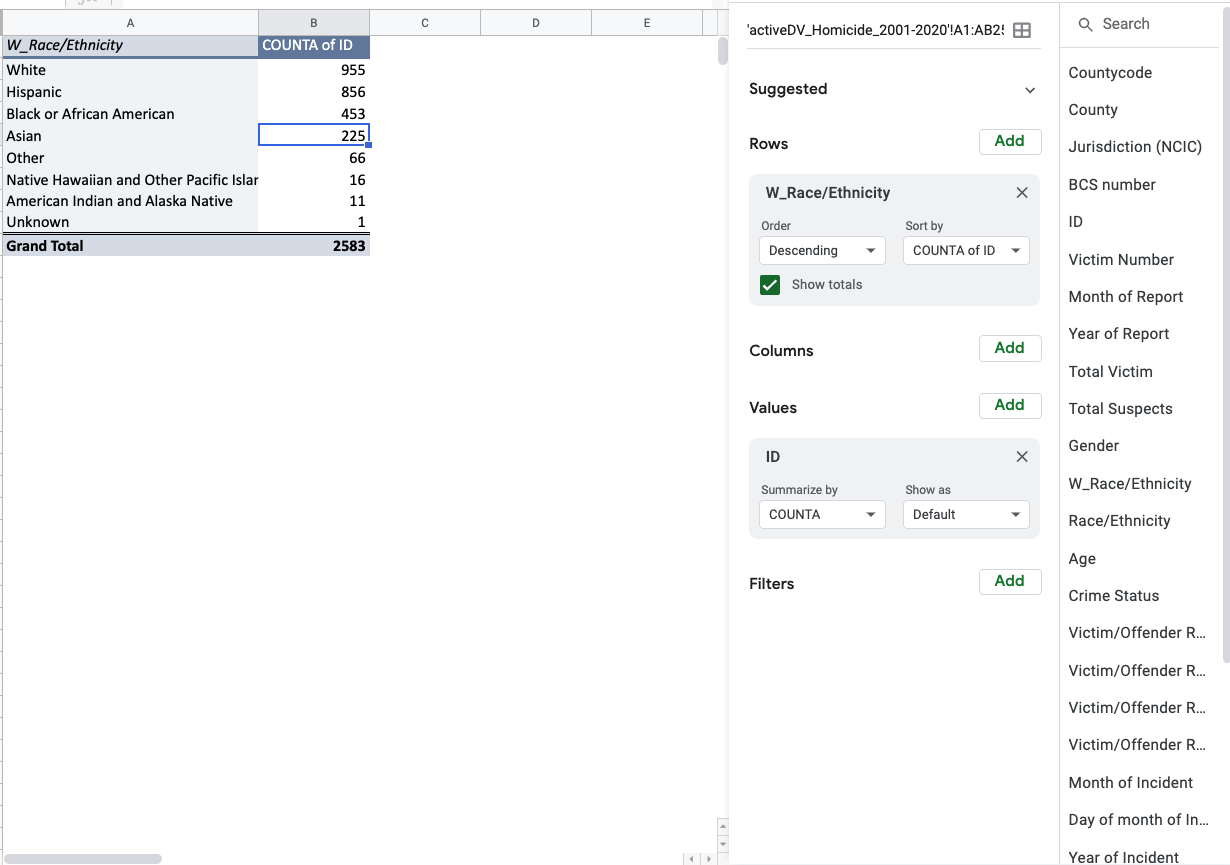 A B C D E
W_Race/Ethnicity COUNTA of ID
White 955
Hispanic 856
Black or African American 453
Asian 225
Other 66
Native Hawaiian and Other Pacific Islar 16
American Indian and Alaska Native 11
Unknown 1
Grand Total 2583
'activeDV_Homicide_2001-2020'!A1:AB2!
Suggested
Rows Add
W_Race/Ethnicity
Order Sort by
Descending COUNTA of ID
Show totals
Columns Add
Values Add
ID
Summarize by Show as
COUNTA Default
Filters Add
Search
Countycode
County
Jurisdiction (NCIC)
BCS number
ID
Victim Number
Month of Report
Year of Report
Total Victim
Total Suspects
Gender
W_Race/Ethnicity
Race/Ethnicity
Age
Crime Status
Victim/Offender R...
Victim/Offender R...
Victim/Offender R...
Victim/Offender R...
Month of Incident
Day of month of In...
Year of Incident